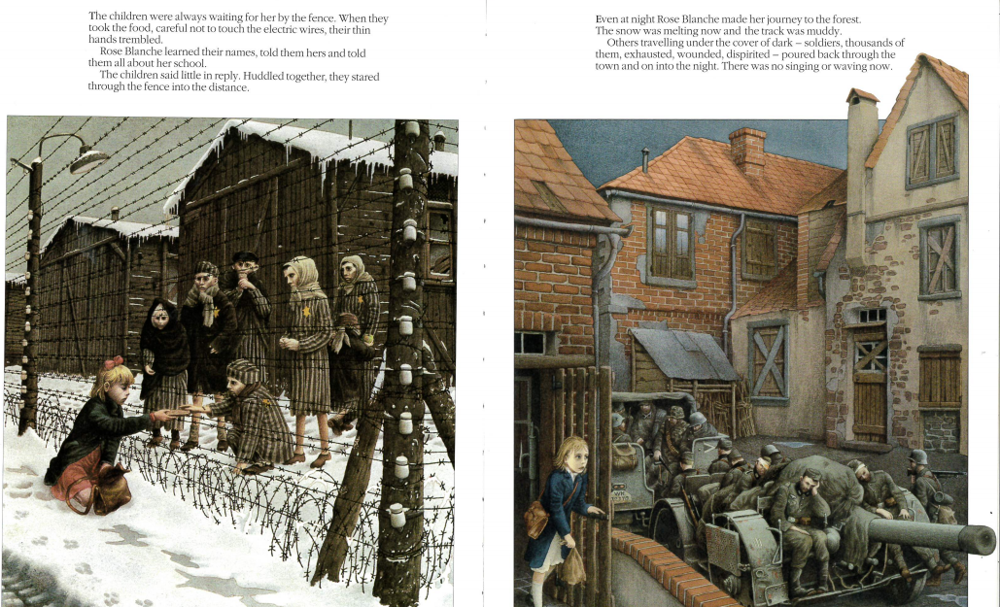 The children were always waiting for her by the fence. When they
took the food, careful not to touch the electric wires, their thin
hands trembled.
Rose Blanche learned their names, told them hers and told
them all about her school.
The children said little in reply. Huddled together, they stared
through the fence into the distance.
Even at night Rose Blanche made her journey to the forest.
The snow was melting now and the track was muddy.
Others travelling under the cover of dark – soldiers, thousands of
them, exhausted, wounded, dispirited – poured back through the
town and on into the night. There was no singing or waving now.
WK